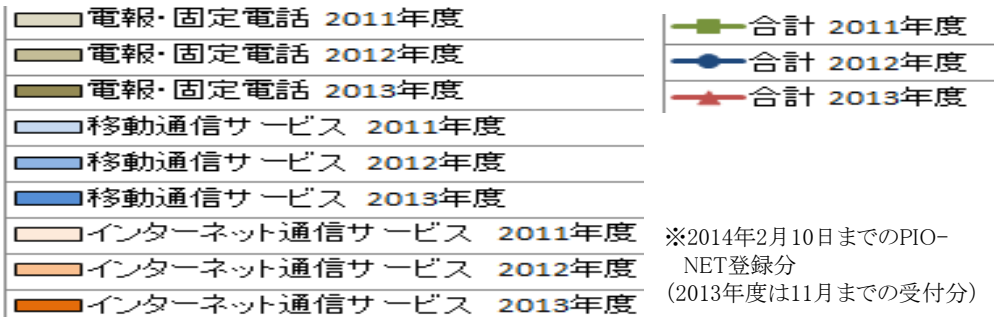 電報・固定電話 2011年度
電報・固定電話 2012年度
電報・固定電話 2013年度
移動通信サービス 2011年度
移動通信サービス 2012年度
移動通信サービス 2013年度
インターネット通信サービス 2011年度
インターネット通信サービス 2012年度
インターネット通信サービス 2013年度
合計 2011年度
合計 2012年度
合計 2013年度
※2014年2月10日までのPIO-
NET登録分
(2013年度は11月までの受付分)